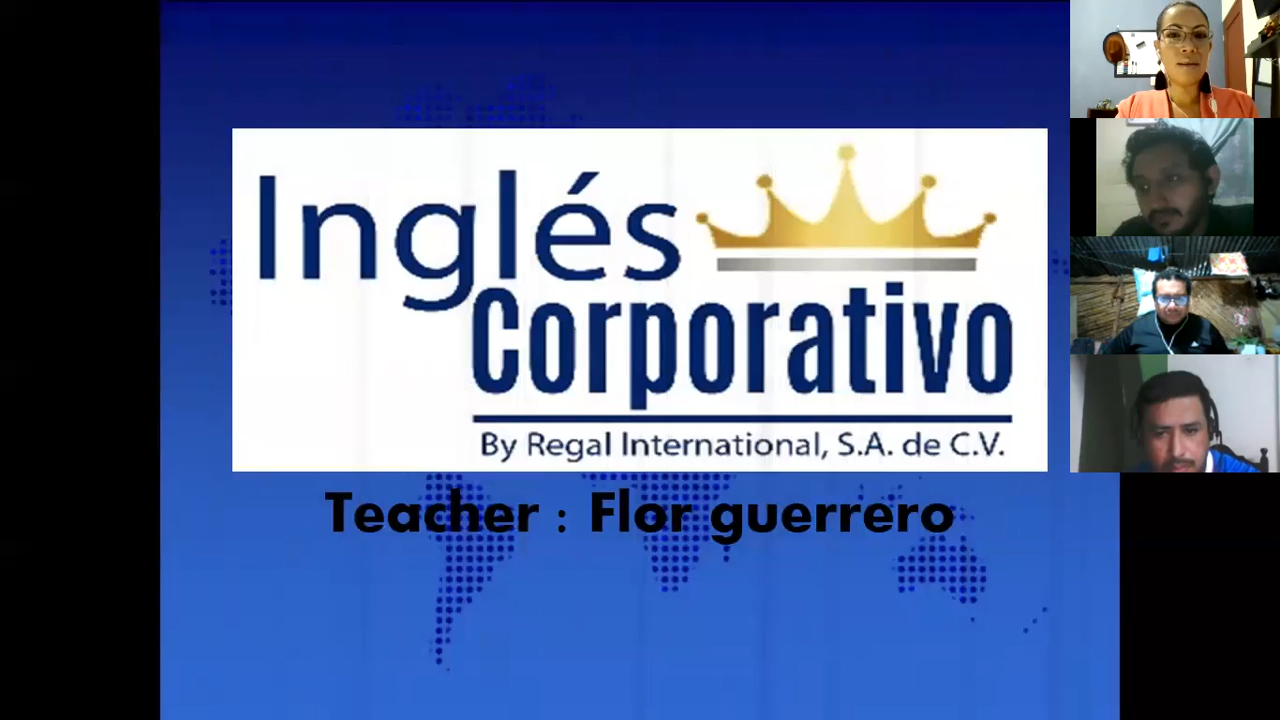 Inglés
Corporativo
By Regal International, S.A. de C.V.
Teacher : Flor guerrero